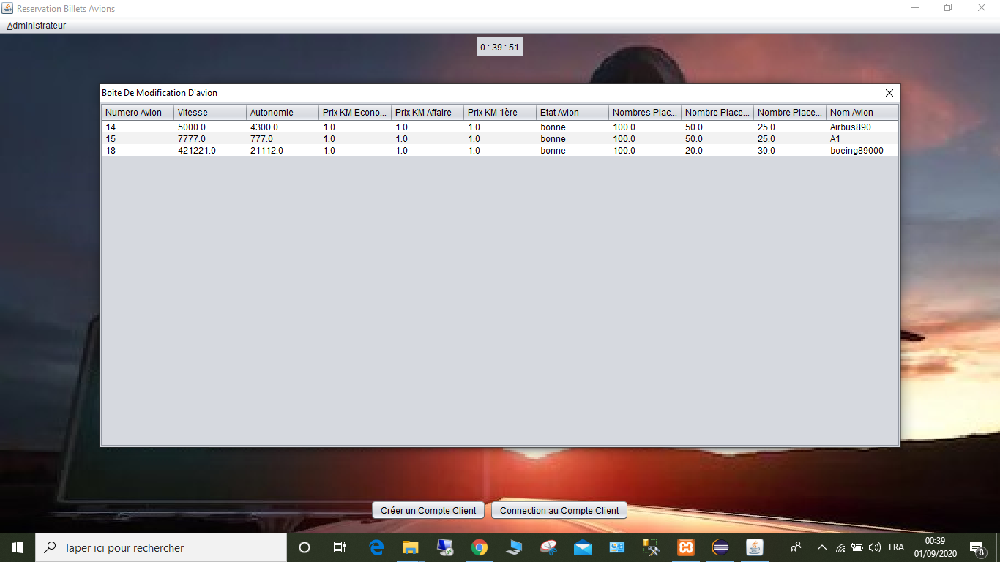 Reservation Billets Avions
Administrateur
0 : 39 : 51
Boite De Modification D'avion
Numero Avion Vitesse Autonomie Prix KM Econo... Prix KM Affaire Prix KM 1ère Etat Avion Nombres Plac... Nombre Place... Nombre Place... Nom Avion
14 5000.0 4300.0 1.0 1.0 1.0 bonne 100.0 50.0 25.0 Airbus890
15 7777.0 777.0 1.0 1.0 1.0 bonne 100.0 50.0 25.0 A1
18 421221.0 21112.0 1.0 1.0 1.0 bonne 100.0 20.0 30.0 boeing89000
Créer un Compte Client Connection au Compte Client
Taper ici pour rechercher
FRA
00:39
01/09/2020
8